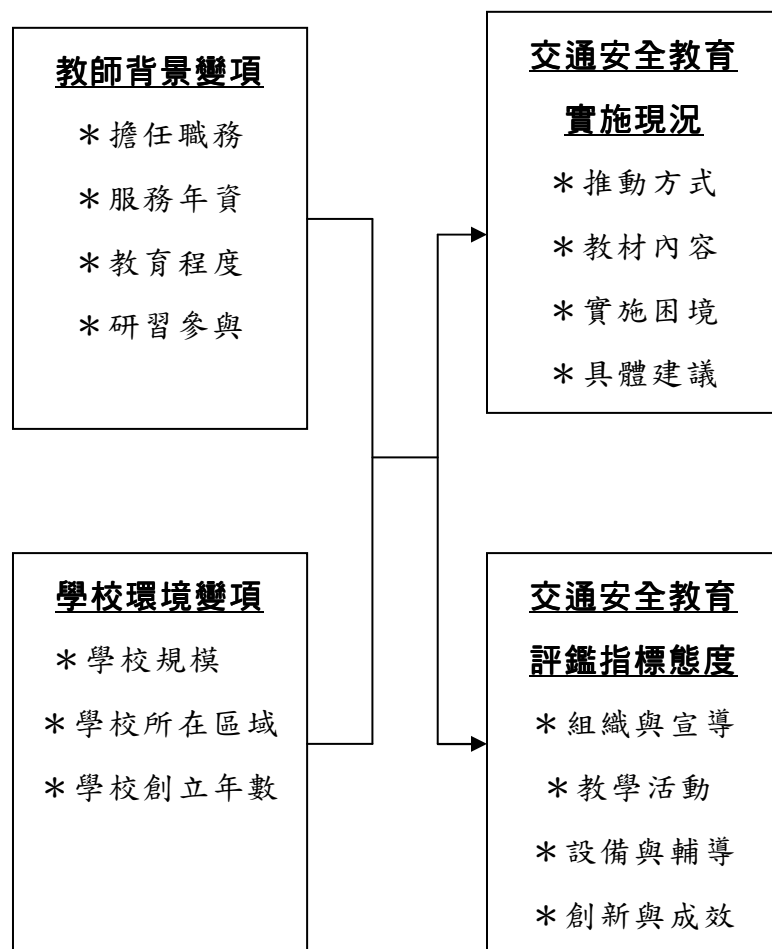 教師背景變項
＊擔任職務
＊服務年資
＊教育程度
＊研習參與
交通安全教育
實施現況
＊推動方式
＊教材內容
＊實施困境
＊具體建議
學校環境變項
＊學校規模
＊學校所在區域
＊學校創立年數
交通安全教育
評鑑指標態度
＊組織與宣導
＊教學活動
＊設備與輔導
＊創新與成效